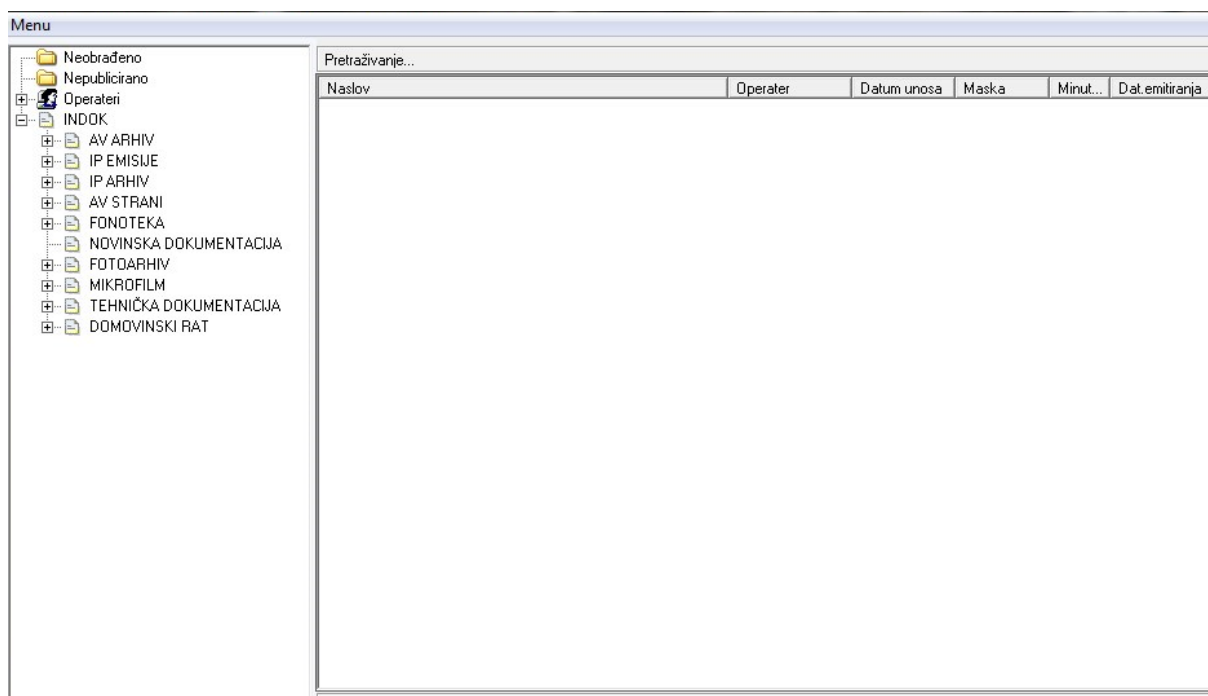 Menu
Neobrađeno
Nepublicirano
Operateri
INDOK
AV ARHIV
IP EMISIJE
IP ARHIV
AV STRANI
FONOTEKA
NOVINSKA DOKUMENTACIJA
FOTOARHIV
MIKROFILM
TEHNIČKA DOKUMENTACIJA
DOMOVINSKI RAT
Pretraživanje...
Naslov Operater Datum unosa Maska Minut... Dat.emitiranja